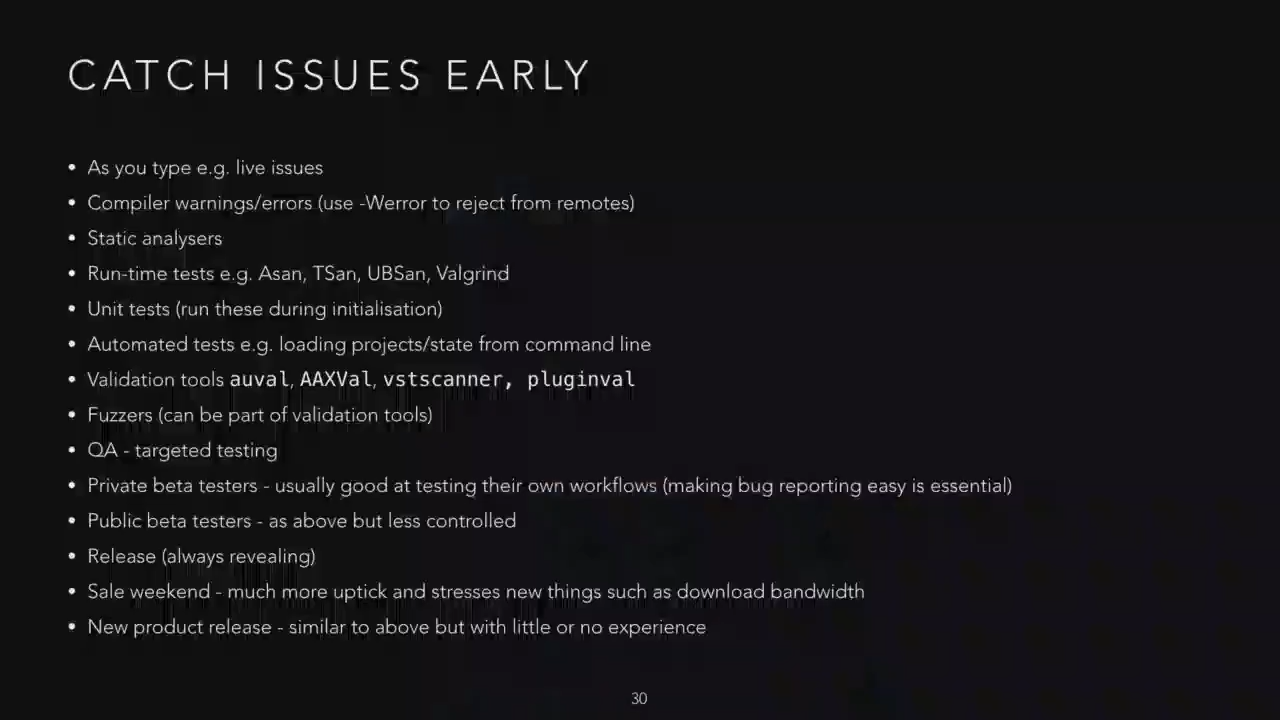 CATCH ISSUES EARLY
• As you type e.g. live issues
• Compiler warnings/errors (use -Werror to reject from remotes)
• Static analysers
• Run-time tests e.g. Asan, TSan, UBSan, Valgrind
• Unit tests (run these during initialisation)
• Automated tests e.g. loading projects/state from command line
• Validation tools auval, AAXVal, vstscanner, pluginval
• Fuzzers (can be part of validation tools)
• QA - targeted testing
• Private beta testers - usually good at testing their own workflows (making bug reporting easy is essential)
• Public beta testers - as above but less controlled
• Release (always revealing)
• Sale weekend - much more uptick and stresses new things such as download bandwidth
• New product release - similar to above but with little or no experience
30